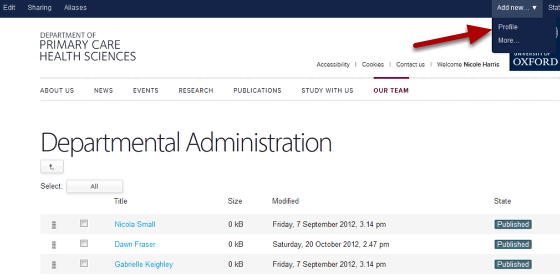 Edit Sharing Aliases Add new... ▼ Stat
Profile
More...
DEPARTMENT OF
PRIMARY CARE
HEALTH SCIENCES
UNIVERSITY OF
OXFORD
Accessibility | Cookies | Contact us | Welcome Nicole Harris
ABOUT US NEWS EVENTS RESEARCH PUBLICATIONS STUDY WITH US OUR TEAM
Departmental Administration
Select: All
Title Size Modified State
Nicola Small 0 kB Friday, 7 September 2012, 3.14 pm Published
Dawn Fraser 0 kB Saturday, 20 October 2012, 2.47 pm Published
Gabrielle Keighley 0 kB Friday, 7 September 2012, 3.14 pm Published